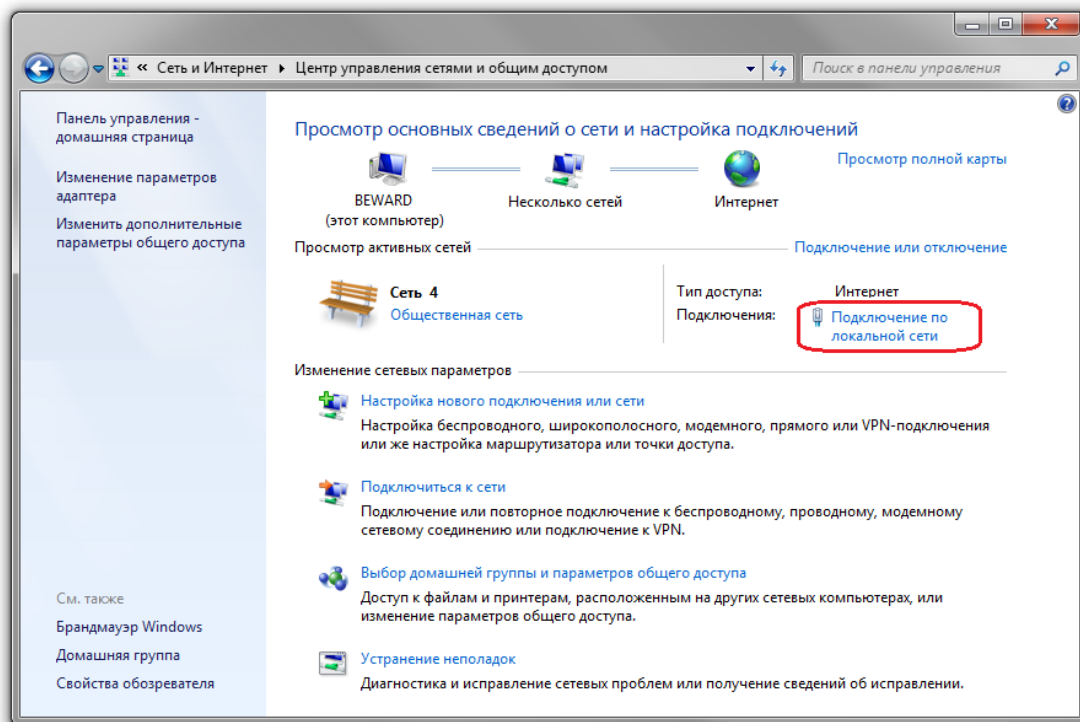 « Сеть и Интернет ▸ Центр управления сетями и общим доступом
Поиск в панели управления
Панель управления -
домашняя страница
Изменение параметров
адаптера
Изменить дополнительные
параметры общего доступа
Просмотр основных сведений о сети и настройка подключений
Просмотр полной карты
BEWARD
(этот компьютер)
Несколько сетей
Интернет
Просмотр активных сетей
Подключение или отключение
Сеть 4
Общественная сеть
Тип доступа: Интернет
Подключения: Подключение по
локальной сети
Изменение сетевых параметров
Настройка нового подключения или сети
Настройка беспроводного, широкополосного, модемного, прямого или VPN-подключения
или же настройка маршрутизатора или точки доступа.
Подключиться к сети
Подключение или повторное подключение к беспроводному, проводному, модемному
сетевому соединению или подключение к VPN.
Выбор домашней группы и параметров общего доступа
Доступ к файлам и принтерам, расположенным на других сетевых компьютерах, или
изменение параметров общего доступа.
Устранение неполадок
Диагностика и исправление сетевых проблем или получение сведений об исправлении.
См. также
Брандмауэр Windows
Домашняя группа
Свойства обозревателя